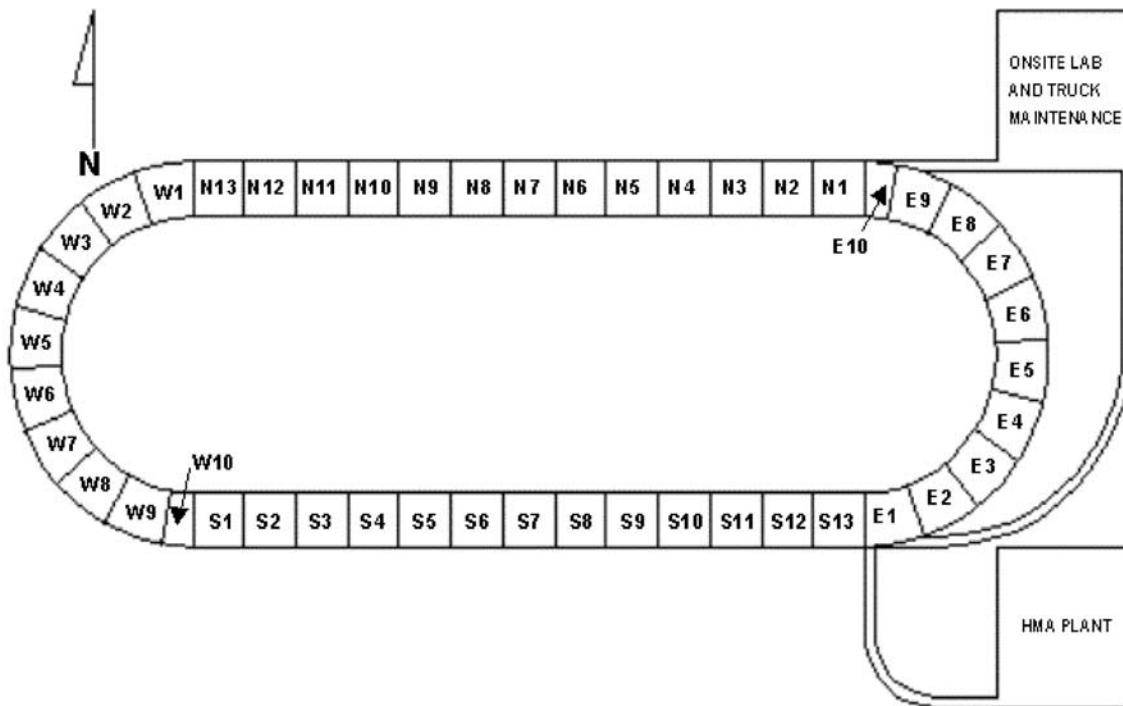 ONSITE LAB
AND TRUCK
MAINTENANCE
N
W1 N13 N12 N11 N10 N9 N8 N7 N6 N5 N4 N3 N2 N1 E9
W2 E8
E10
W3 E7
W4 E6
W5 E5
W6 E4
W7 E3
W10
W8 E2
W9 S1 S2 S3 S4 S5 S6 S7 S8 S9 S10 S11 S12 S13 E1
HMA PLANT